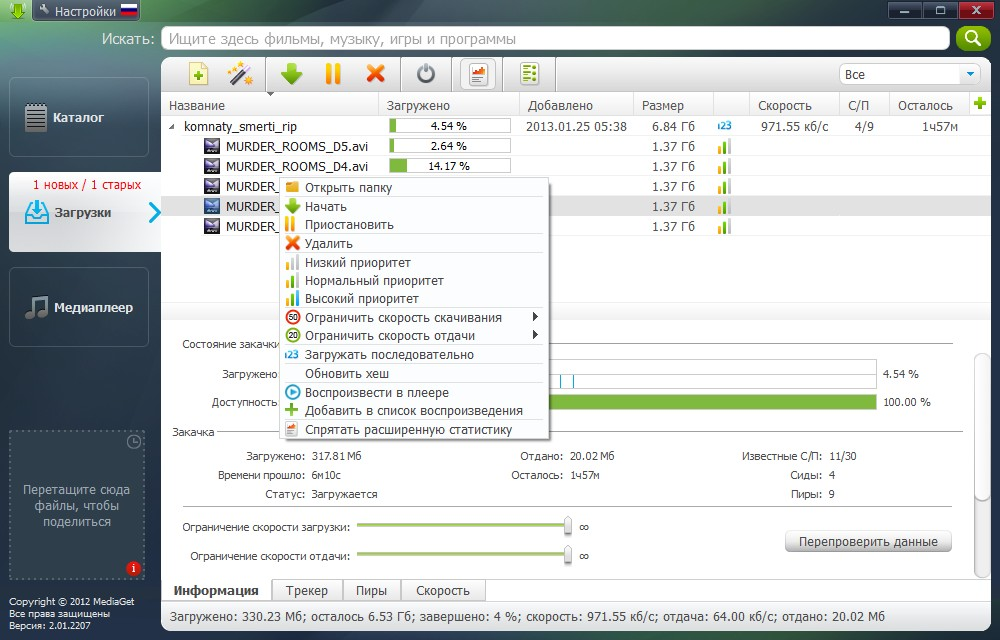 Настройки
Искать: Ищите здесь фильмы, музыку, игры и программы
Все
Каталог
1 новых / 1 старых
Загрузки
Медиаплеер
Перетащите сюда
файлы, чтобы
поделиться
Copyright © 2012 MediaGet
Все права защищены
Версия: 2.01.2207
Название Загружено Добавлено Размер Скорость С/П Осталось
komnaty_smerti_rip 4.54 % 2013.01.25 05:38 6.84 Гб 123 971.55 кб/с 4/9 1ч57м
MURDER_ROOMS_D5.avi 2.64 % 1.37 Гб
MURDER_ROOMS_D4.avi 14.17 % 1.37 Гб
MURDER_ 1.37 Гб
MURDER_ 1.37 Гб
MURDER_ 1.37 Гб
Открыть папку
Начать
Приостановить
Удалить
Низкий приоритет
Нормальный приоритет
Высокий приоритет
50 Ограничить скорость скачивания
20 Ограничить скорость отдачи
123 Загружать последовательно
Обновить хеш
Воспроизвести в плеере
Добавить в список воспроизведения
Спрятать расширенную статистику
Состояние закачки
Загружено 4.54 %
Доступность 100.00 %
Закачка
Загружено: 317.81 Мб Отдано: 20.02 Мб Известные С/П: 11/30
Времени прошло: 6м10с Осталось: 1ч57м Сиды: 4
Статус: Загружается Пиры: 9
Ограничение скорости загрузки: ∞
Ограничение скорости отдачи: ∞
Перепроверить данные
Информация Трекер Пиры Скорость
Загружено: 330.23 Мб; осталось 6.53 Гб; завершено: 4 %; скорость: 971.55 кб/с; отдача: 64.00 кб/с; отдано: 20.02 Мб